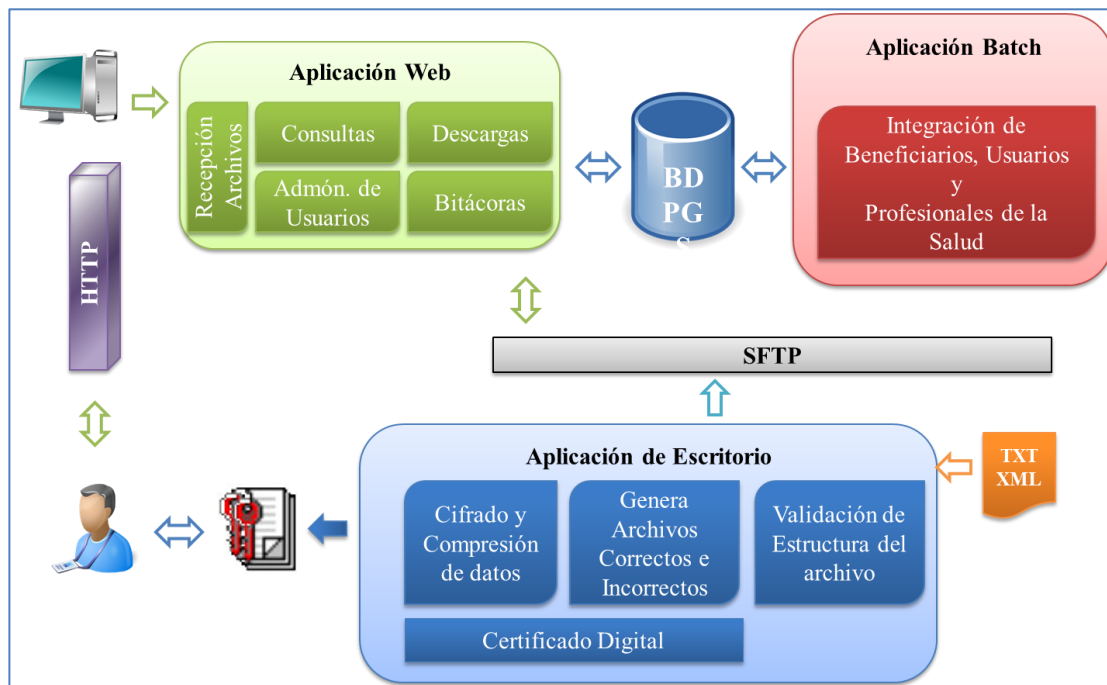 Aplicación Web
Recepción
Archivos
Consultas
Descargas
Admón. de
Usuarios
Bitácoras
BD
PG
S
Aplicación Batch
Integración de
Beneficiarios, Usuarios
y
Profesionales de la
Salud
HTTP
SFTP
Aplicación de Escritorio
Cifrado y
Compresión
de datos
Genera
Archivos
Correctos e
Incorrectos
Validación de
Estructura del
archivo
Certificado Digital
TXT
XML